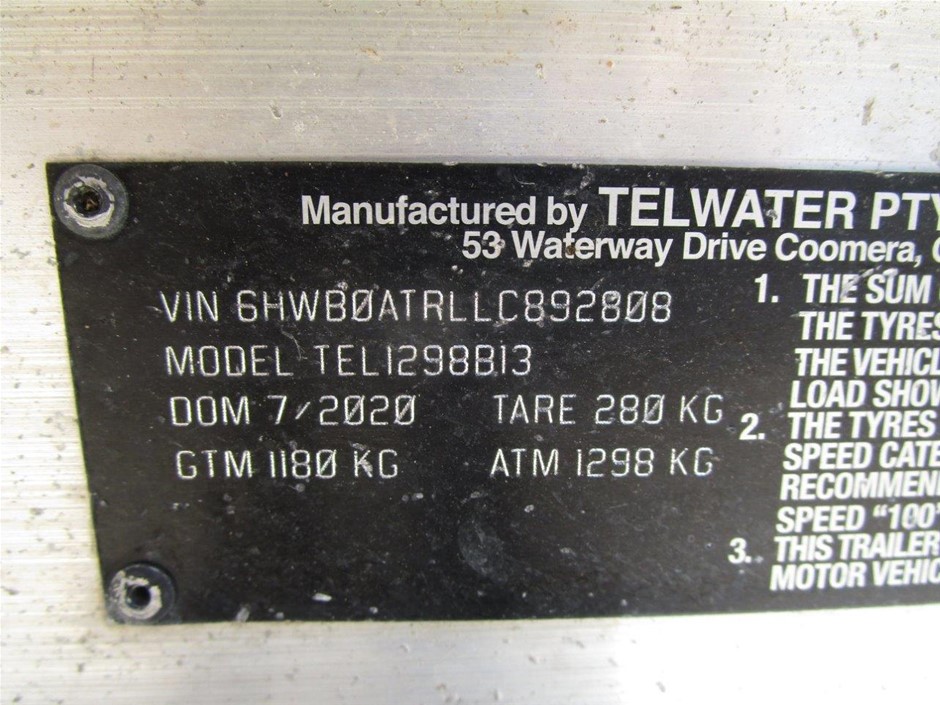 Manufactured by TELWATER PTY
53 Waterway Drive Coomera,
VIN 6HWB0ATRLLC892808
MODEL TEL1298B13
DOM 7/2020 TARE 280 KG
GTM 1180 KG ATM 1298 KG
1. THE SUM
THE TYRES
THE VEHICL
LOAD SHOW
2. THE TYRES
SPEED CATE
RECOMMEN
SPEED “100”
3. THIS TRAILER
MOTOR VEHIC